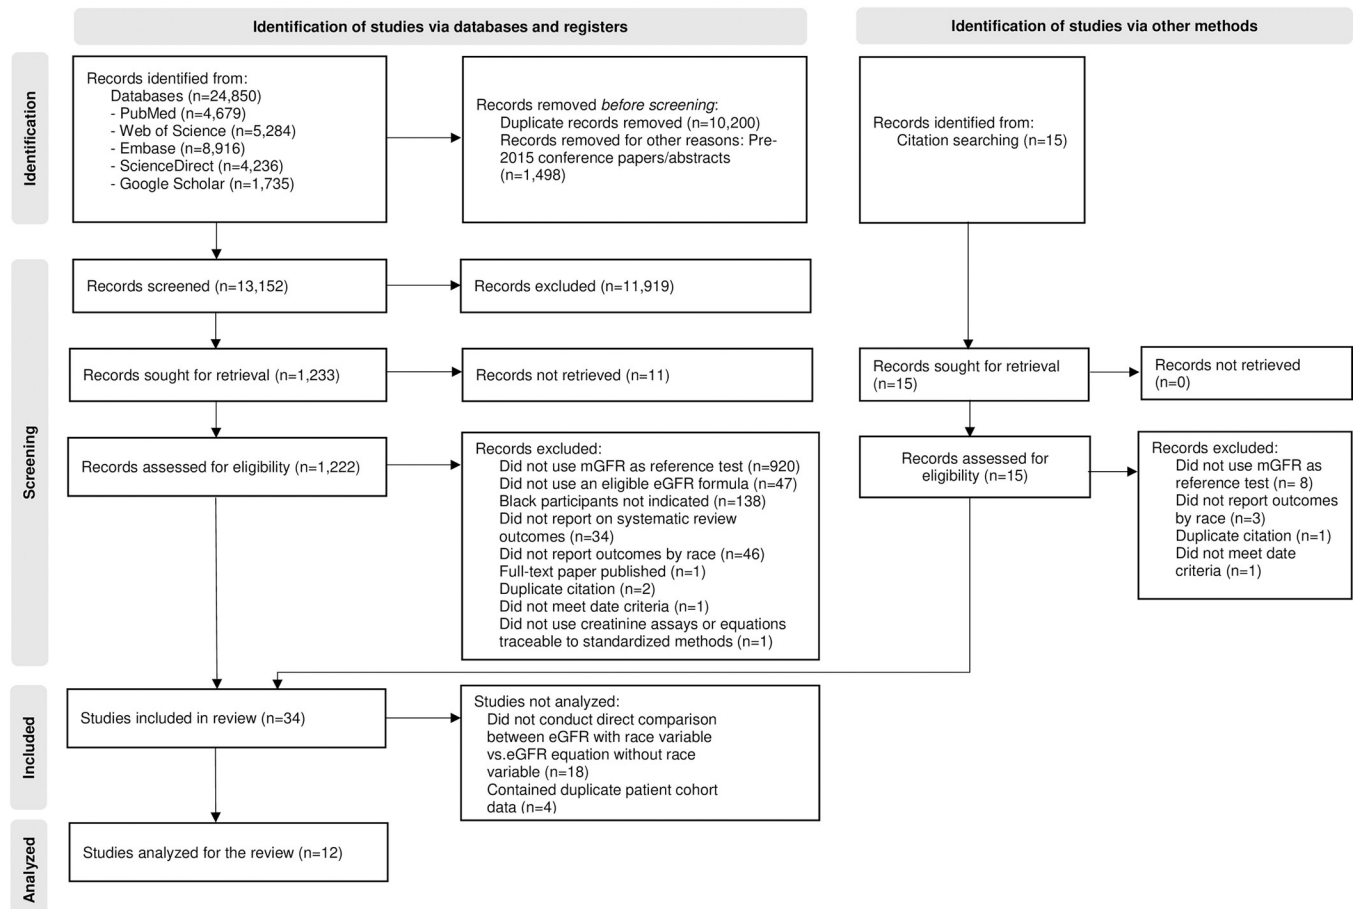 Identification of studies via databases and registers
Identification of studies via other methods
Identification
Records identified from:
Databases (n=24,850)
- PubMed (n=4,679)
- Web of Science (n=5,284)
- Embase (n=8,916)
- ScienceDirect (n=4,236)
- Google Scholar (n=1,735)
Records removed before screening:
Duplicate records removed (n=10,200)
Records removed for other reasons: Pre-
2015 conference papers/abstracts
(n=1,498)
Records identified from:
Citation searching (n=15)
Screening
Records screened (n=13,152)
Records excluded (n=11,919)
Records sought for retrieval (n=1,233)
Records not retrieved (n=11)
Records sought for retrieval
(n=15)
Records not retrieved
(n=0)
Records assessed for eligibility (n=1,222)
Records excluded:
Did not use mGFR as reference test (n=920)
Did not use an eligible eGFR formula (n=47)
Black participants not indicated (n=138)
Did not report on systematic review
outcomes (n=34)
Did not report outcomes by race (n=46)
Full-text paper published (n=1)
Duplicate citation (n=2)
Did not meet date criteria (n=1)
Did not use creatinine assays or equations
traceable to standardized methods (n=1)
Records assessed for
eligibility (n=15)
Records excluded:
Did not use mGFR as
reference test (n= 8)
Did not report outcomes
by race (n=3)
Duplicate citation (n=1)
Did not meet date
criteria (n=1)
Included
Studies included in review (n=34)
Studies not analyzed:
Did not conduct direct comparison
between eGFR with race variable
vs.eGFR equation without race
variable (n=18)
Contained duplicate patient cohort
data (n=4)
Analyzed
Studies analyzed for the review (n=12)